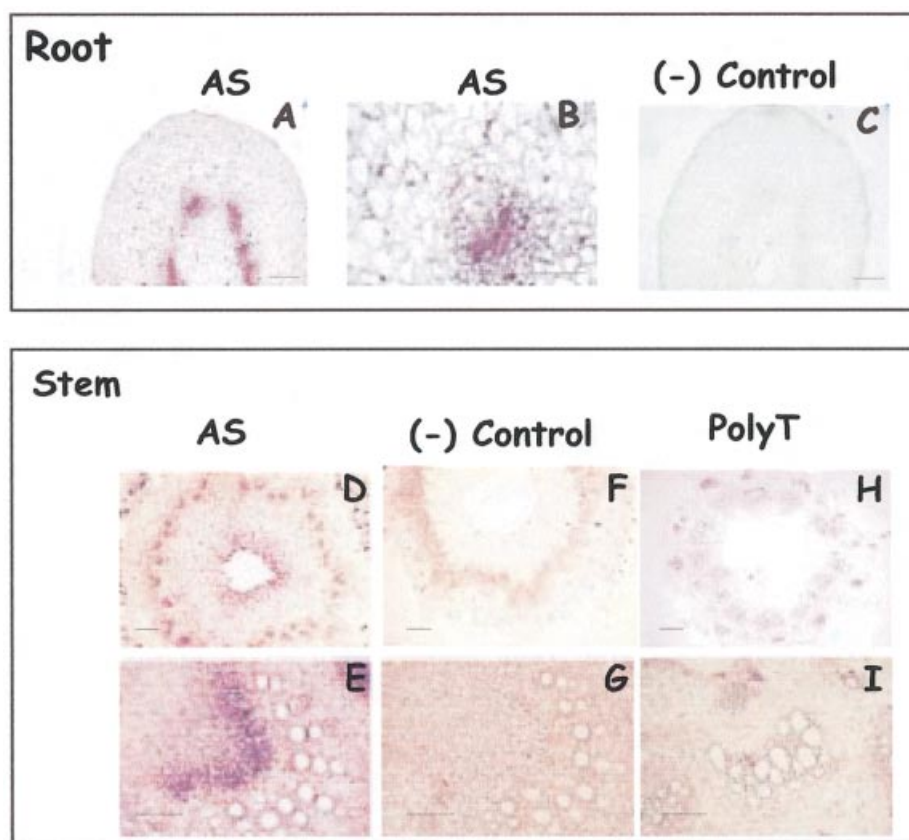 Root
AS AS (-) Control
A B C
Stem
AS (-) Control PolyT
D F H
E G I